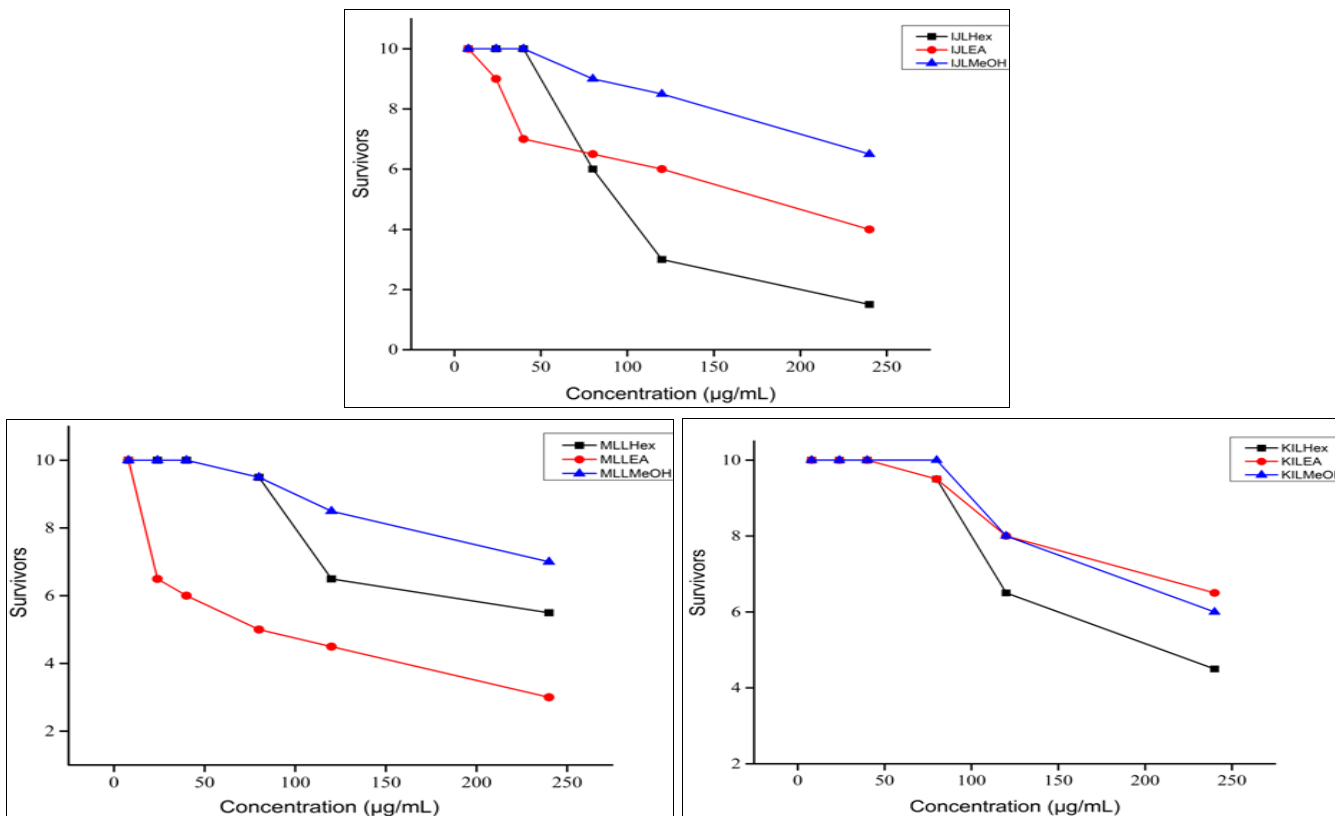 IJLHex
IJLEA
IJLMeOH
10
8
6
4
2
0
Survivors
0 50 100 150 200 250
Concentration (µg/mL)
MLLHex
MLLEA
MLLMeOH
10
8
6
4
2
Survivors
0 50 100 150 200 250
Concentration (µg/mL)
KILHex
KILEA
KILMeOH
10
8
6
4
2
Survivors
0 50 100 150 200 250
Concentration (µg/mL)